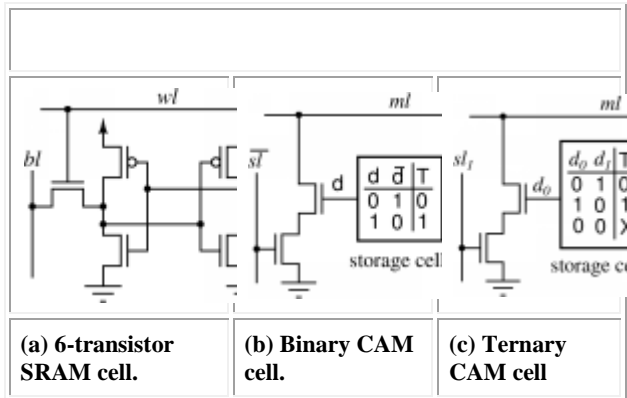 wl
bl
ml
sl̅
d
d d̅ T
0 1 0
1 0 1
storage cell
ml
sl₁
d₀
d₀ d₁ T
0 1 0
1 0 1
0 0 X
storage
(a) 6-transistor
SRAM cell.
(b) Binary CAM
cell.
(c) Ternary
CAM cell